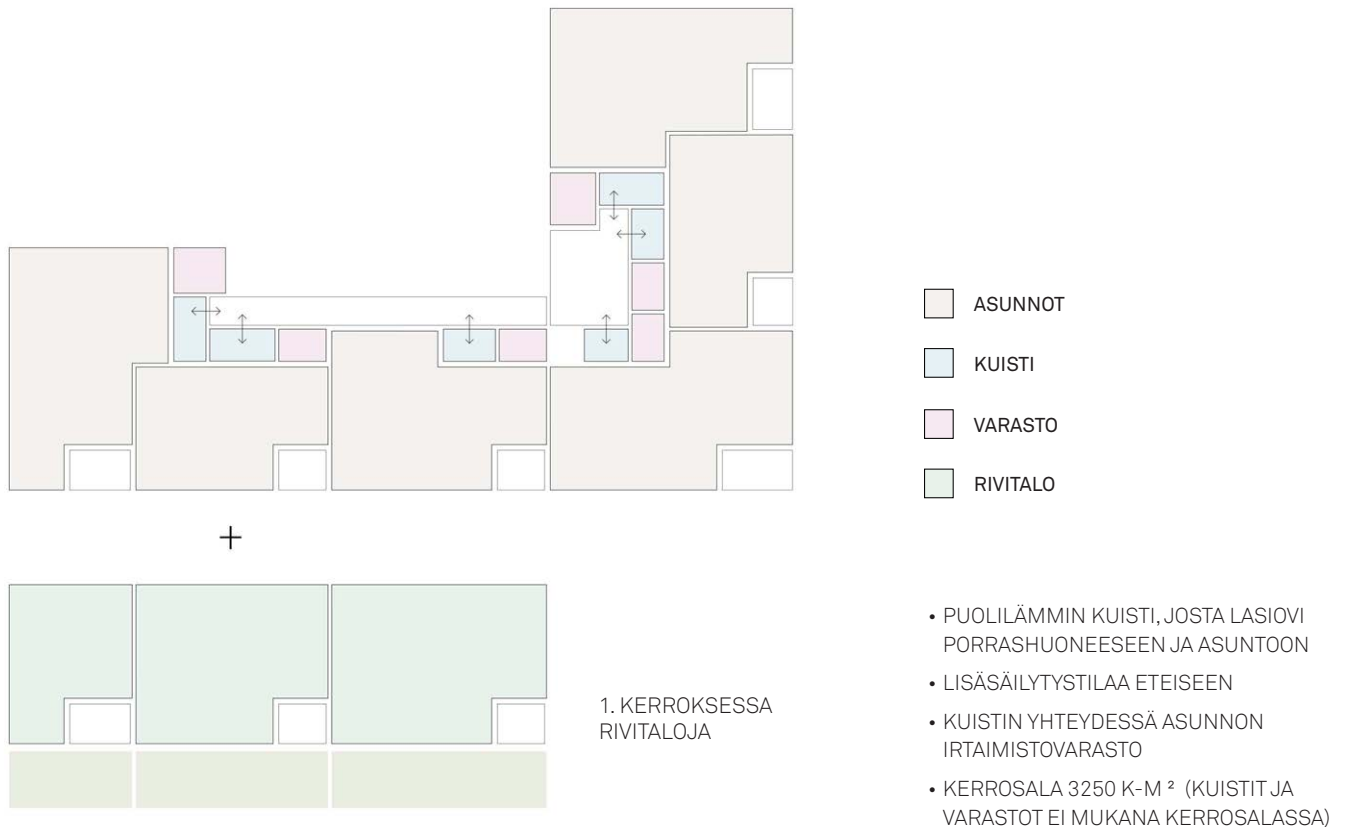 ASUNNOT
KUISTI
VARASTO
RIVITALO
+
1. KERROKSESSA
RIVITALOJA
• PUOLILÄMMIN KUISTI, JOSTA LASIOVI
PORRASHUONEESEEN JA ASUNTOON
• LISÄSÄILYTYSTILAA ETEISEEN
• KUISTIN YHTEYDESSÄ ASUNNON
IRTAIMISTOVARASTO
• KERROSALA 3250 K-M ² (KUISTIT JA
VARASTOT EI MUKANA KERROSALASSA)